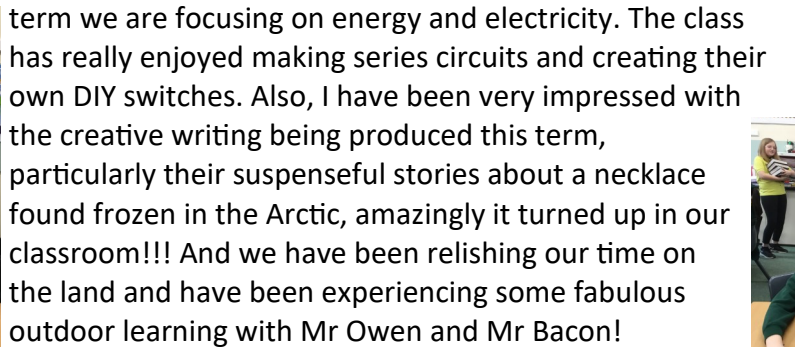 term we are focusing on energy and electricity. The class
has really enjoyed making series circuits and creating their
own DIY switches. Also, I have been very impressed with
the creative writing being produced this term,
particularly their suspenseful stories about a necklace
found frozen in the Arctic, amazingly it turned up in our
classroom!!! And we have been relishing our time on
the land and have been experiencing some fabulous
outdoor learning with Mr Owen and Mr Bacon!